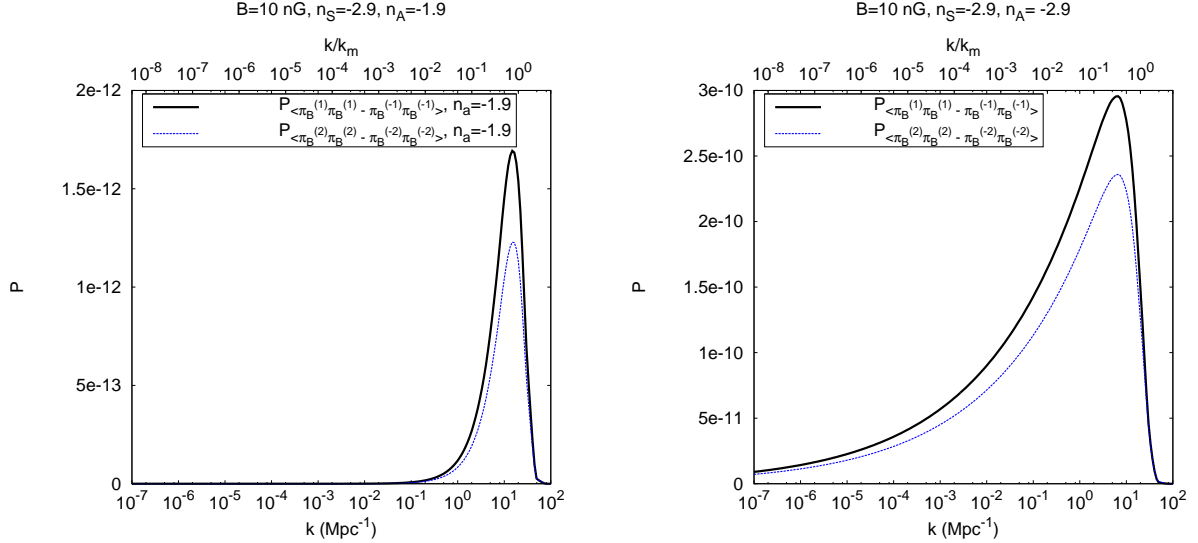 B=10 nG, n_S=-2.9, n_A=-1.9
k/k_m
10^-8 10^-7 10^-6 10^-5 10^-4 10^-3 10^-2 10^-1 10^0
2e-12
1.5e-12
1e-12
5e-13
0
P
P_<π_B^(1)π_B^(1) - π_B^(-1)π_B^(-1)>, n_a=-1.9
P_<π_B^(2)π_B^(2) - π_B^(-2)π_B^(-2)>, n_a=-1.9
10^-7 10^-6 10^-5 10^-4 10^-3 10^-2 10^-1 10^0 10^1 10^2
k (Mpc^-1)
B=10 nG, n_S=-2.9, n_A= -2.9
k/k_m
10^-8 10^-7 10^-6 10^-5 10^-4 10^-3 10^-2 10^-1 10^0
3e-10
2.5e-10
2e-10
1.5e-10
1e-10
5e-11
0
P
P_<π_B^(1)π_B^(1) - π_B^(-1)π_B^(-1)>
P_<π_B^(2)π_B^(2) - π_B^(-2)π_B^(-2)>
10^-7 10^-6 10^-5 10^-4 10^-3 10^-2 10^-1 10^0 10^1 10^2
k (Mpc^-1)